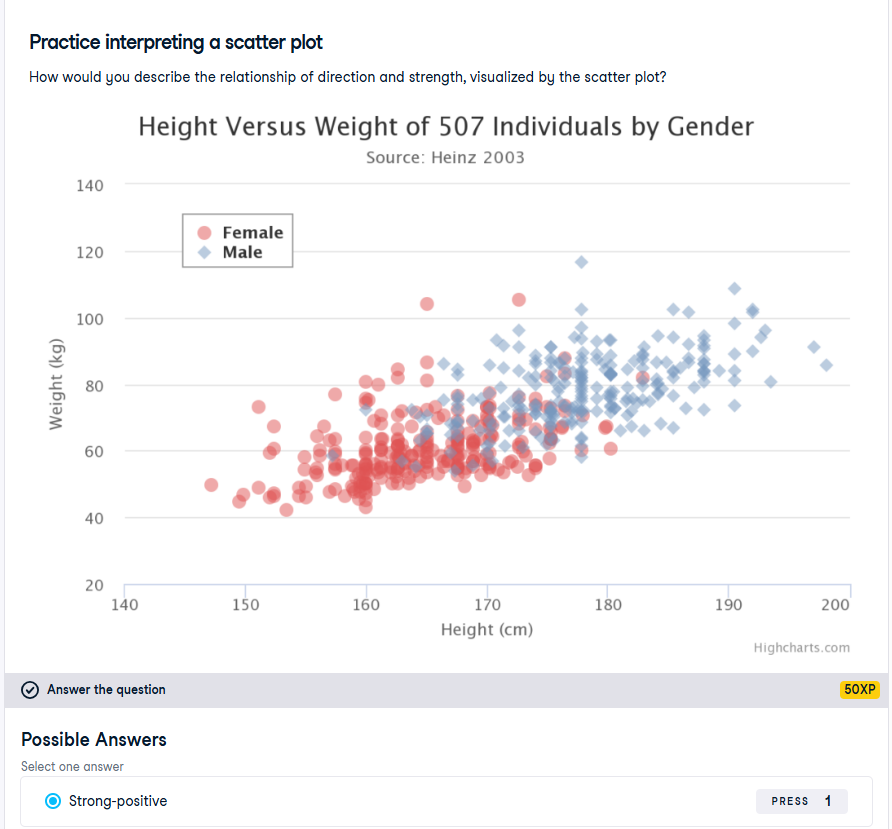 Practice interpreting a scatter plot
How would you describe the relationship of direction and strength, visualized by the scatter plot?
Height Versus Weight of 507 Individuals by Gender
Source: Heinz 2003
140
Female
Male
120
100
80
60
40
20
Weight (kg)
140 150 160 170 180 190 200
Height (cm)
Highcharts.com
Answer the question
50XP
Possible Answers
Select one answer
Strong-positive
PRESS 1